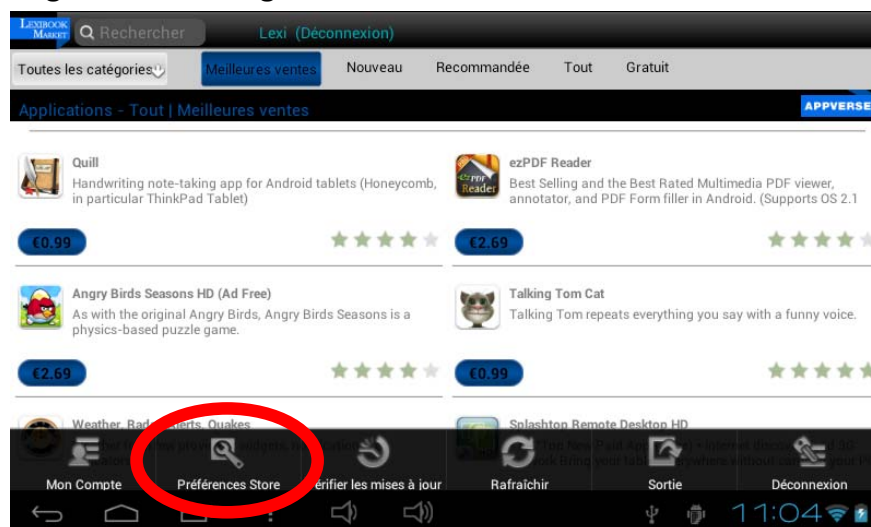 LEXIBOOK
MARKET
Rechercher
Lexi (Déconnexion)
Toutes les catégories
Meilleures ventes
Nouveau
Recommandée
Tout
Gratuit
Applications - Tout | Meilleures ventes
APPVERSE
Quill
Handwriting note-taking app for Android tablets (Honeycomb,
in particular ThinkPad Tablet)
€0.99
ezPDF Reader
Best Selling and the Best Rated Multimedia PDF viewer,
annotator, and PDF Form filler in Android. (Supports OS 2.1
€2.69
Angry Birds Seasons HD (Ad Free)
As with the original Angry Birds, Angry Birds Seasons is a
physics-based puzzle game.
€2.69
Talking Tom Cat
Talking Tom repeats everything you say with a funny voice.
€0.99
Quakes
Splashtop Remote Desktop HD
Mon Compte
Préférences Store
érifier les mises à jour
Rafraîchir
Sortie
Déconnexion
11:04